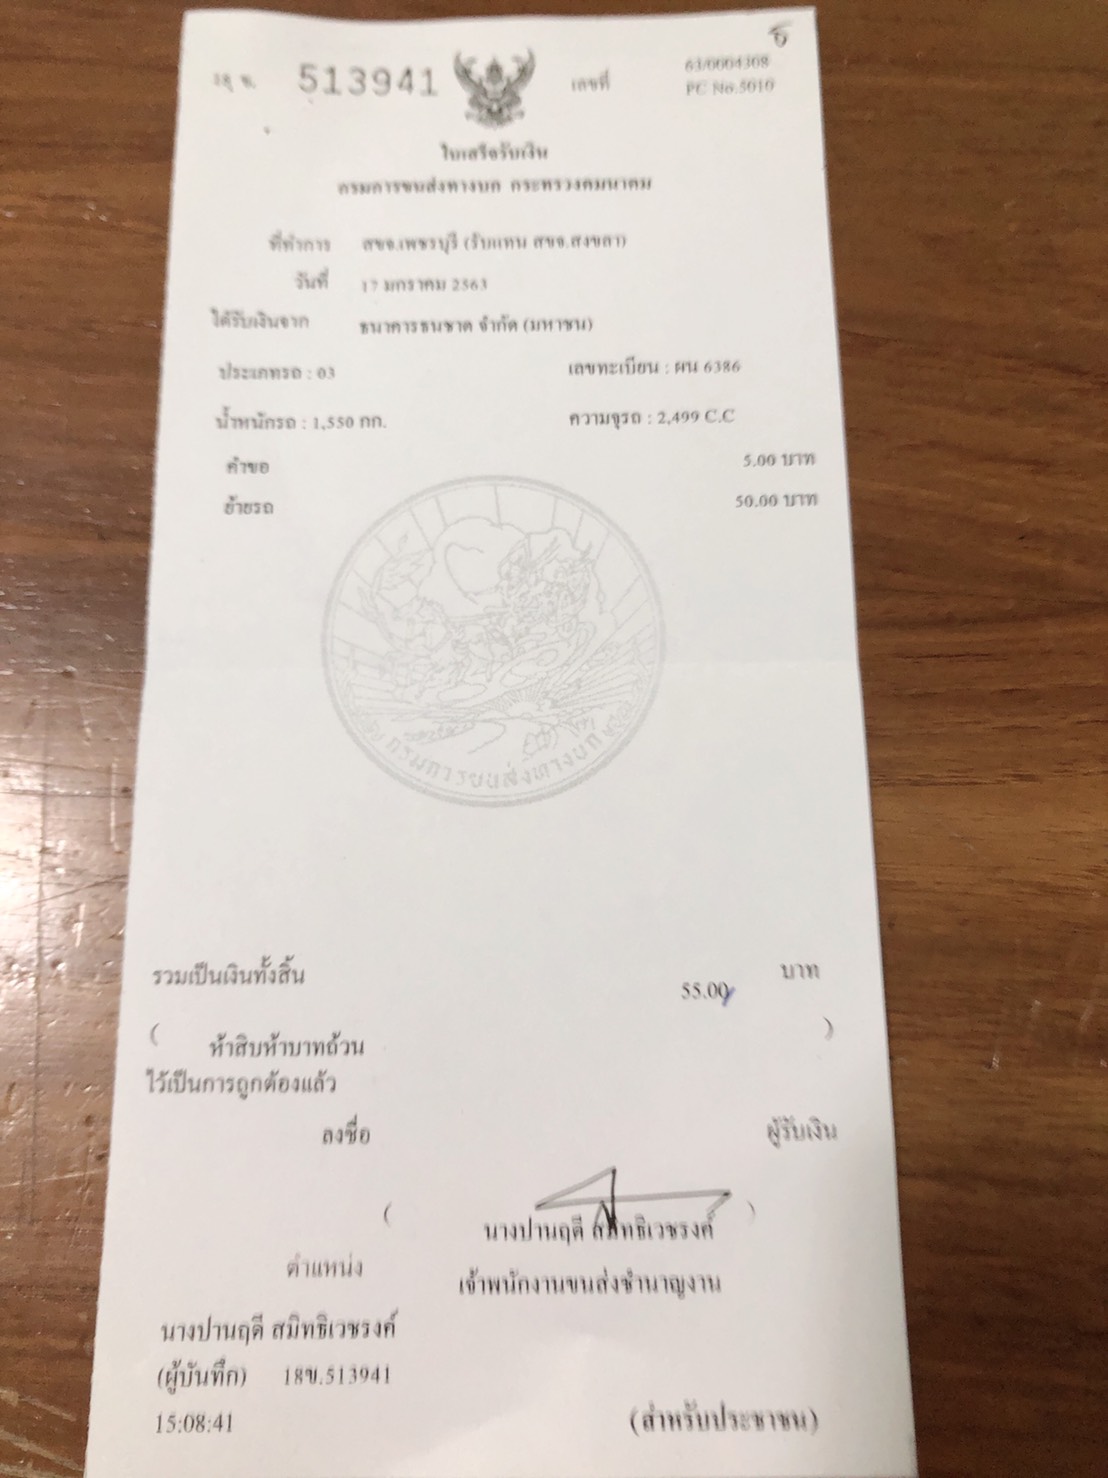 513941
เลขที่ 63/0004308
PC No.5010
ใบเสร็จรับเงิน
กรมการขนส่งทางบก กระทรวงคมนาคม
ที่ทำการ สขจ.เพชรบุรี (รับแทน สขจ.สงขลา)
วันที่ 17 มกราคม 2563
ได้รับเงินจาก ธนาคารธนชาต จำกัด (มหาชน)
ประเภทรถ : 03 เลขทะเบียน : ผน 6386
น้ำหนักรถ : 1,550 กก. ความจุรถ : 2,499 C.C
คำขอ 5.00 บาท
ย้ายรถ 50.00 บาท
กรมการขนส่งทางบก
รวมเป็นเงินทั้งสิ้น 55.00 บาท
( ห้าสิบห้าบาทถ้วน )
ไว้เป็นการถูกต้องแล้ว
ลงชื่อ ผู้รับเงิน
( นางปานฤดี สมิทธิเวชรงค์ )
ตำแหน่ง เจ้าพนักงานขนส่งชำนาญงาน
นางปานฤดี สมิทธิเวชรงค์
(ผู้บันทึก) 18ข.513941
15:08:41 (สำหรับประชาชน)